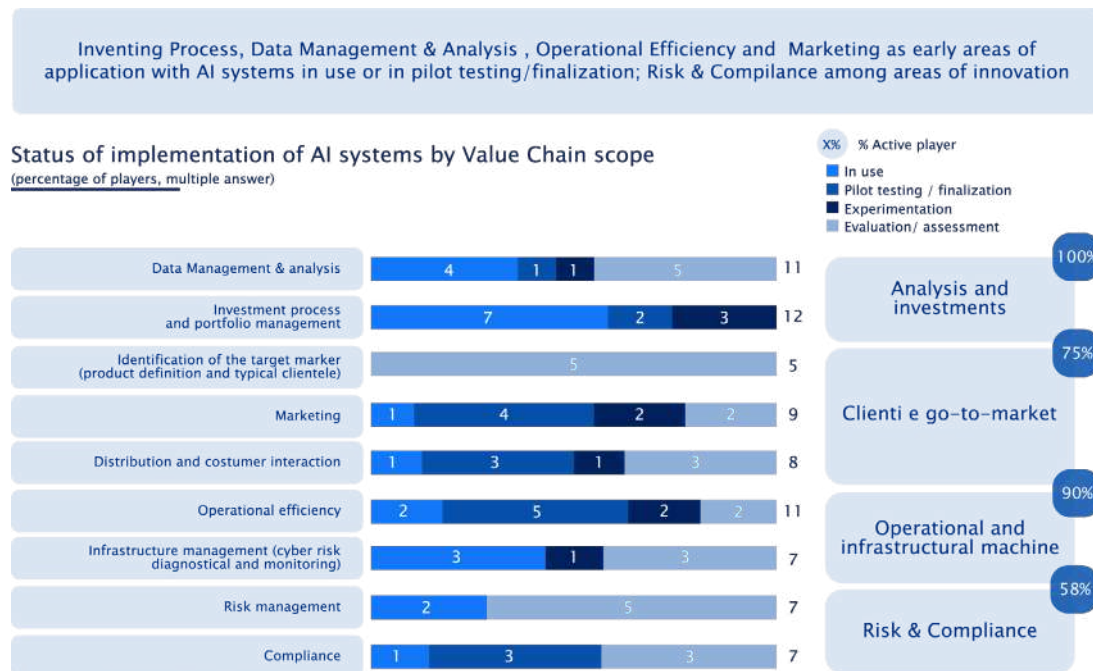 Inventing Process, Data Management & Analysis , Operational Efficiency and Marketing as early areas of
application with AI systems in use or in pilot testing/finalization; Risk & Compilance among areas of innovation
Status of implementation of AI systems by Value Chain scope
(percentage of players, multiple answer)
X% % Active player
In use
Pilot testing / finalization
Experimentation
Evaluation/ assessment
Data Management & analysis 4 1 1 5 11
Investment process
and portfolio management 7 2 3 12
Identification of the target marker
(product definition and typical clientele) 5 5
Marketing 1 4 2 2 9
Distribution and costumer interaction 1 3 1 3 8
Operational efficiency 2 5 2 2 11
Infrastructure management (cyber risk
diagnostical and monitoring) 3 1 3 7
Risk management 2 5 7
Compliance 1 3 3 7
100%
Analysis and
investments
75%
Clienti e go-to-market
90%
Operational and
infrastructural machine
58%
Risk & Compliance